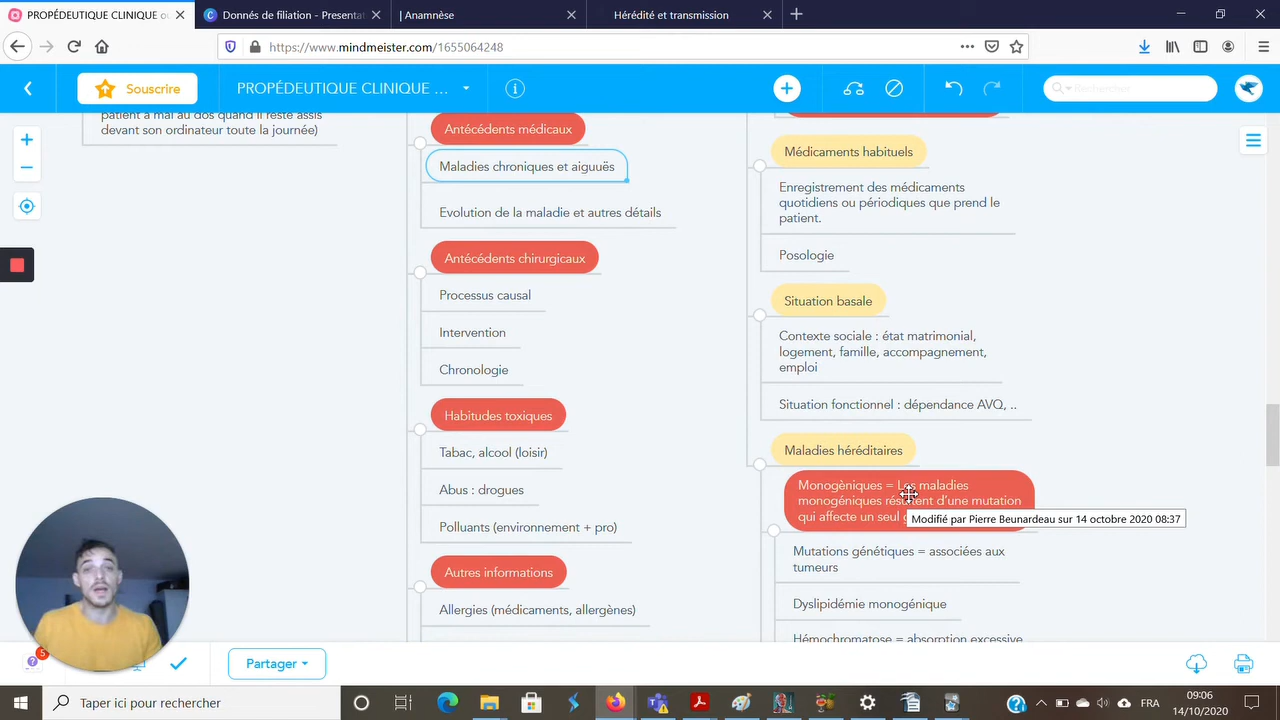 PROPÉDEUTIQUE CLINIQUE ou
Donnés de filiation - Presentat
| Anamnèse
Hérédité et transmission
https://www.mindmeister.com/1655064248
Souscrire
PROPÉDEUTIQUE CLINIQUE ...
Rechercher
patient a mal au dos quand il reste assis
devant son ordinateur toute la journée)
Antécédents médicaux
Maladies chroniques et aiguuës
Evolution de la maladie et autres détails
Antécédents chirurgicaux
Processus causal
Intervention
Chronologie
Habitudes toxiques
Tabac, alcool (loisir)
Abus : drogues
Polluants (environnement + pro)
Autres informations
Allergies (médicaments, allergènes)
Médicaments habituels
Enregistrement des médicaments
quotidiens ou périodiques que prend le
patient.
Posologie
Situation basale
Contexte sociale : état matrimonial,
logement, famille, accompagnement,
emploi
Situation fonctionnel : dépendance AVQ, ..
Maladies héréditaires
Monogèniques = Les maladies
monogéniques résultent d'une mutation
qui affecte un seul
Modifié par Pierre Beunardeau sur 14 octobre 2020 08:37
Mutations génétiques = associées aux
tumeurs
Dyslipidémie monogénique
Hémochromatose = absorption excessive
5
Partager
Taper ici pour rechercher
FRA
09:06
14/10/2020